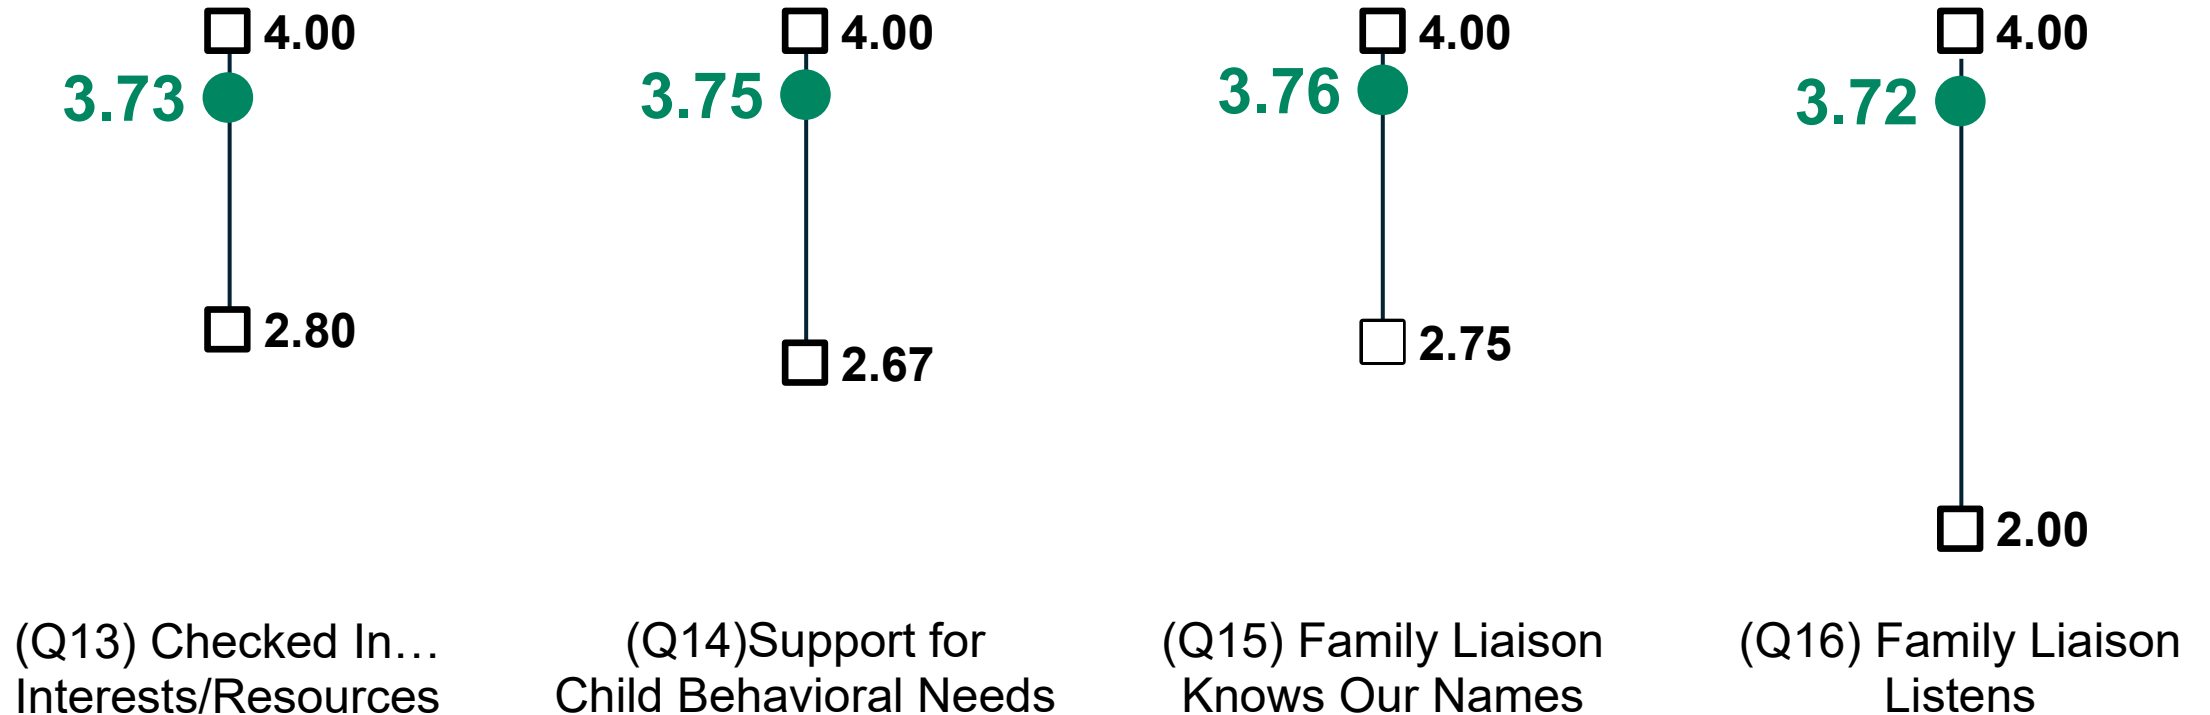 4.00
3.73
2.80
(Q13) Checked In…
Interests/Resources
4.00
3.75
2.67
(Q14)Support for
Child Behavioral Needs
4.00
3.76
2.75
(Q15) Family Liaison
Knows Our Names
4.00
3.72
2.00
(Q16) Family Liaison
Listens